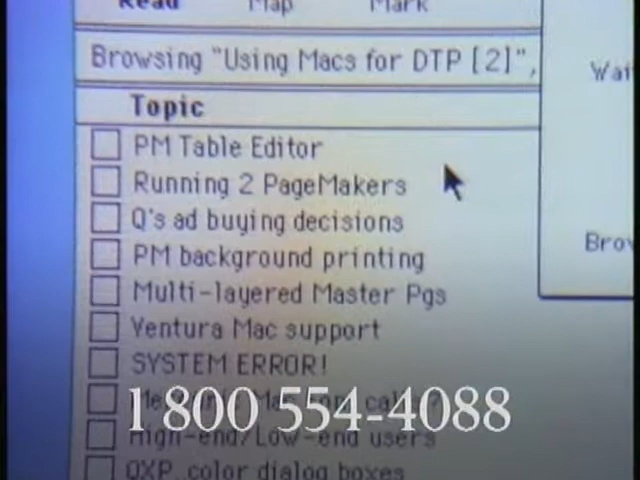 Read Map Mark
Browsing "Using Macs for DTP [2]",
Wai
Topic
PM Table Editor
Running 2 PageMakers
Q's ad buying decisions
PM background printing
Brow
Multi-layered Master Pgs
Ventura Mac support
SYSTEM ERROR!
1 800 554-4088
High-end/Low-end users
QXP color dialog boxes